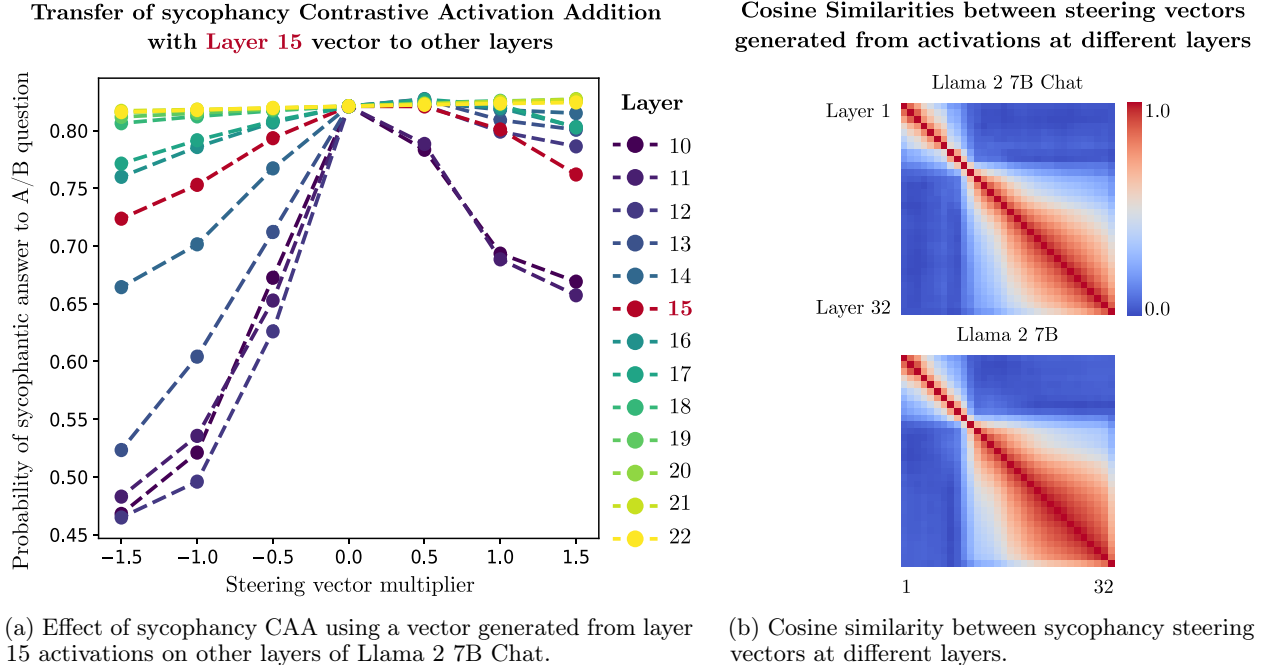 Transfer of sycophancy Contrastive Activation Addition
with Layer 15 vector to other layers
Probability of sycophantic answer to A/B question
0.80
0.75
0.70
0.65
0.60
0.55
0.50
0.45
−1.5 −1.0 −0.5 0.0 0.5 1.0 1.5
Steering vector multiplier
Layer
10
11
12
13
14
15
16
17
18
19
20
21
22
(a) Effect of sycophancy CAA using a vector generated from layer
15 activations on other layers of Llama 2 7B Chat.
Cosine Similarities between steering vectors
generated from activations at different layers
Llama 2 7B Chat
Layer 1
1.0
Layer 32
0.0
Llama 2 7B
1 32
(b) Cosine similarity between sycophancy steering
vectors at different layers.